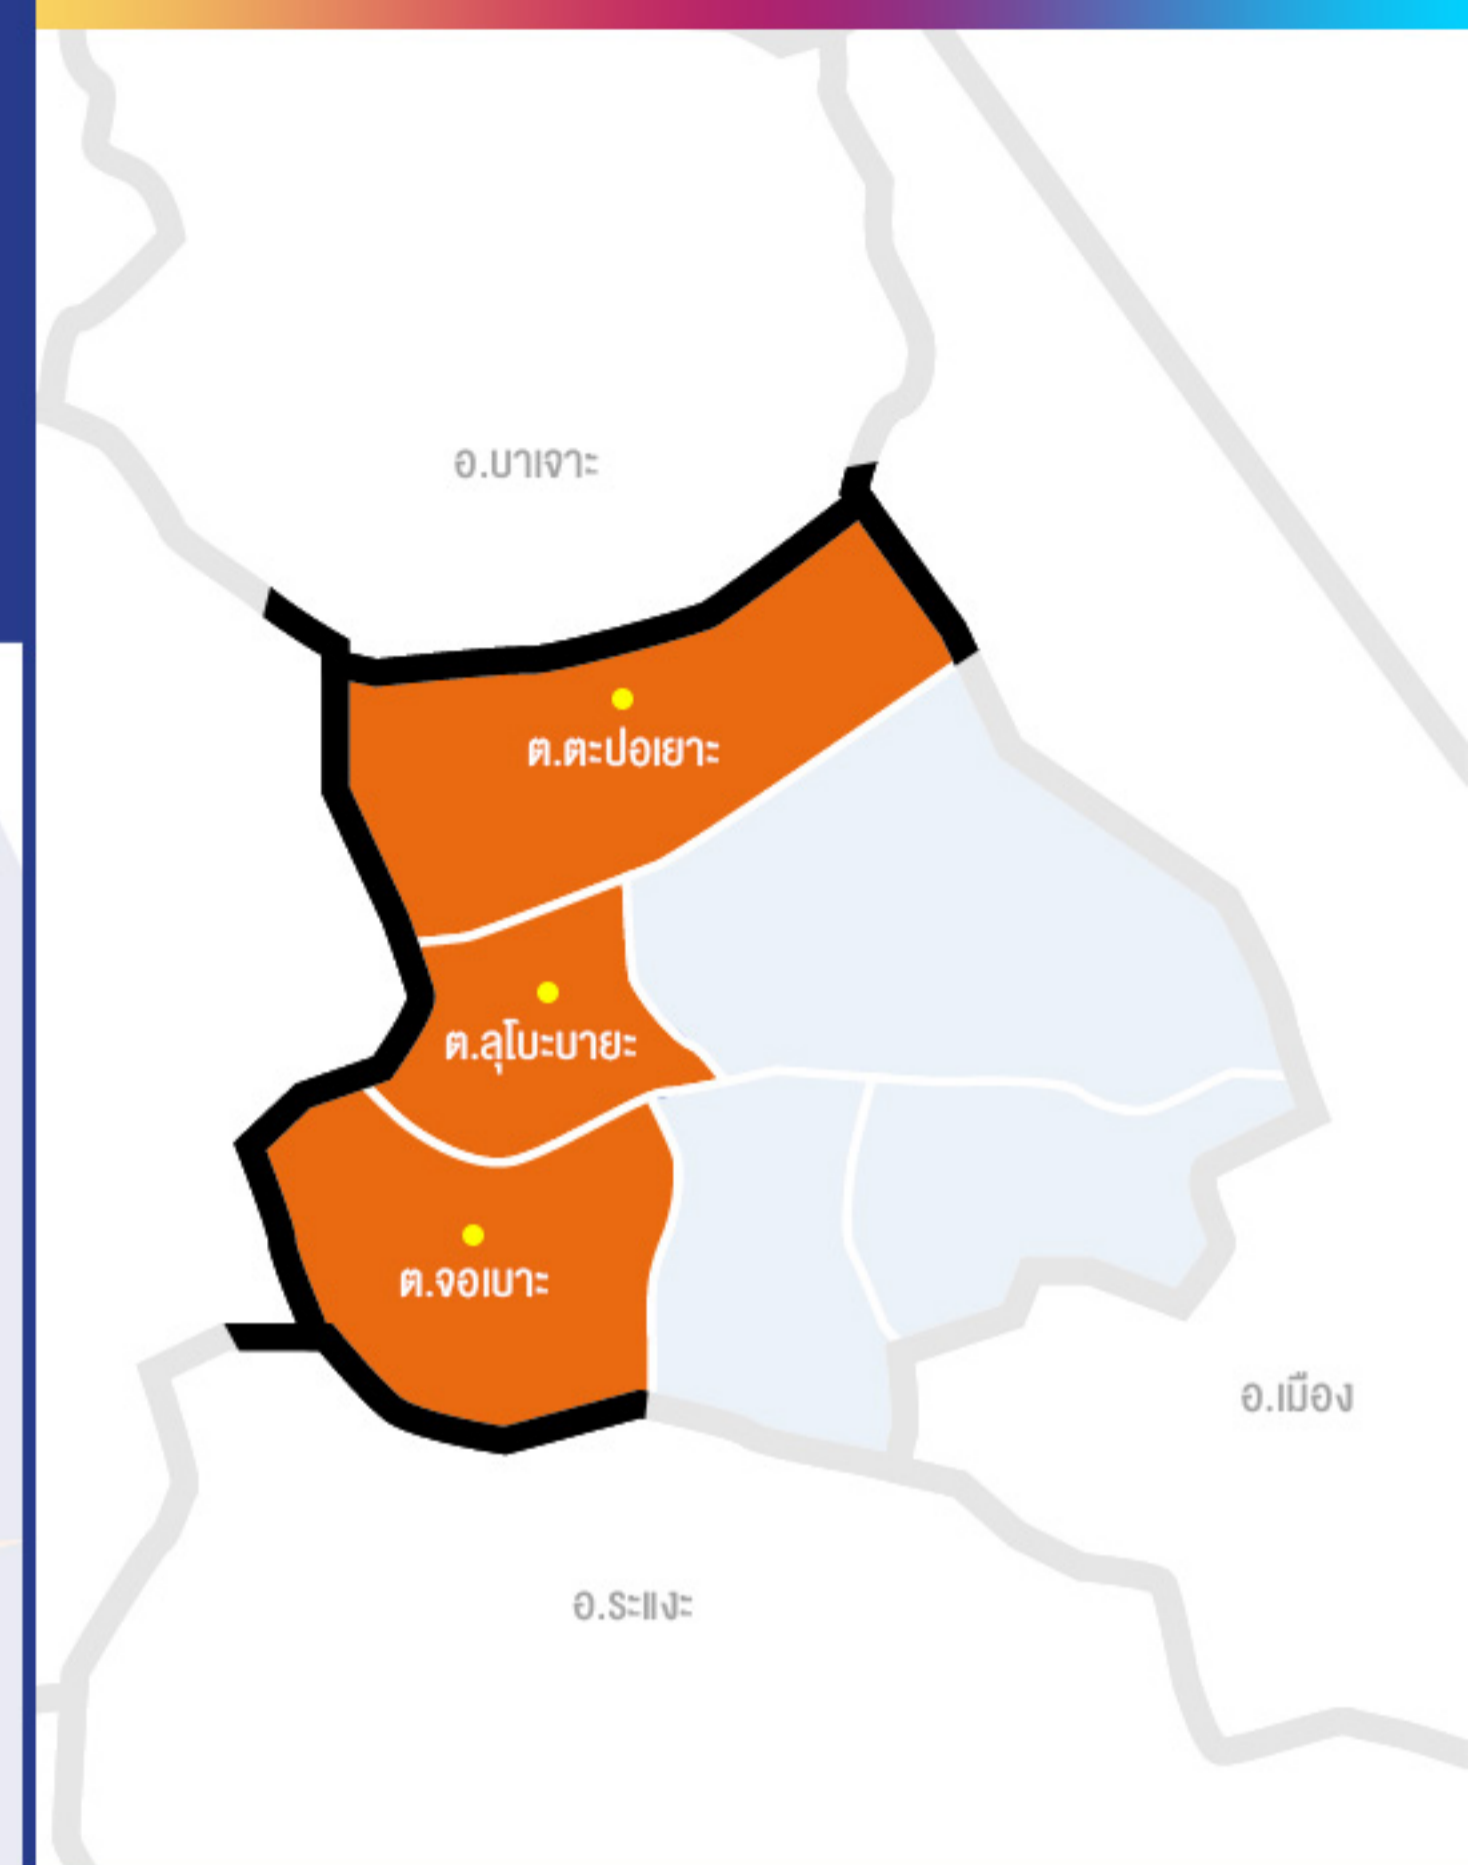 อ.บาเจาะ
ต.ตะปอเยาะ
ต.ลุโบะบายะ
ต.จอเบาะ
อ.เมือง
อ.ระแงะ